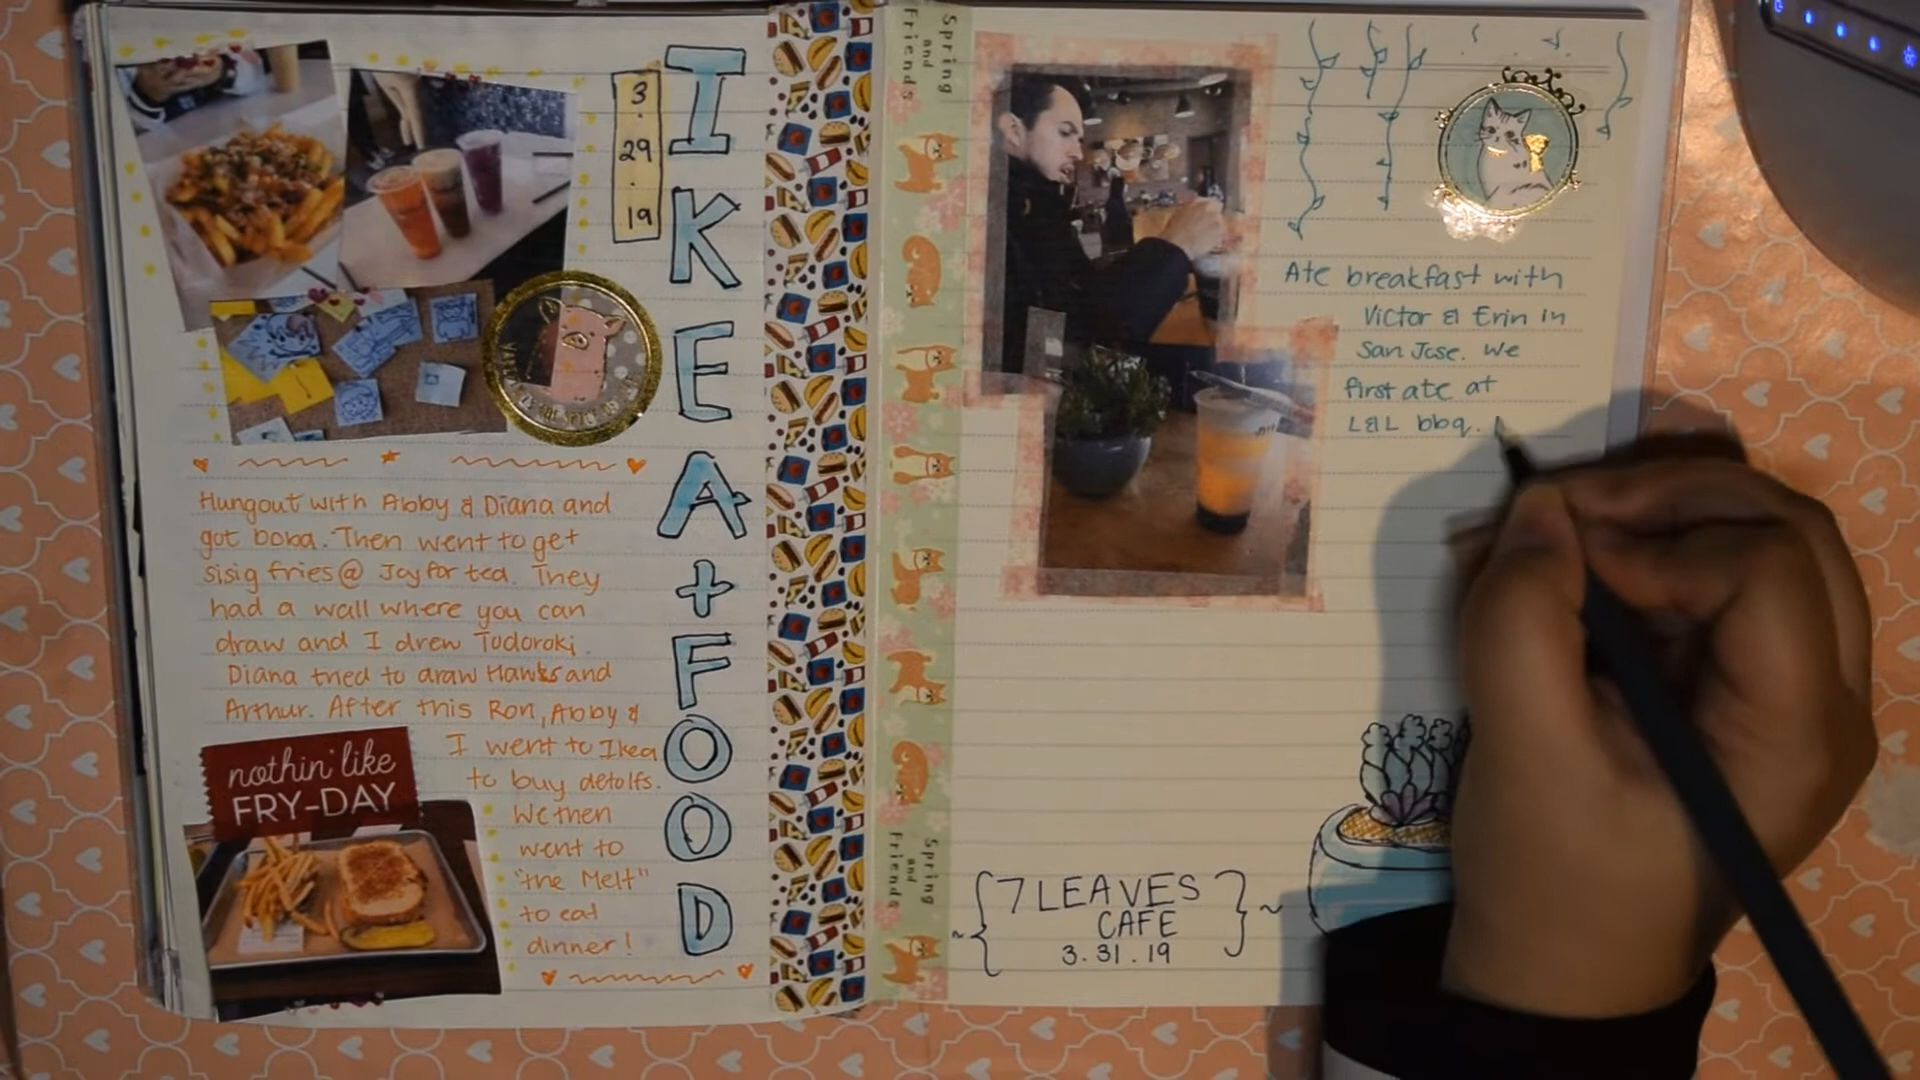 3
.
29
.
19
IKEA+FOOD
Hungout with Abby & Diana and
got boba. Then went to get
sisig fries @ Joy for tea. They
had a wall where you can
draw and I drew Todoroki.
Diana tried to draw Hawks and
Arthur. After this Ron, Abby &
I went to Ikea
to buy detolfs.
We then
went to
"the Melt"
to eat
dinner!
nothin' like
FRY-DAY
Spring
and
Friends
Spring
and
Friends
Ate breakfast with
Victor & Erin in
San Jose. We
first ate at
L&L bbq.
7 LEAVES
CAFE
3.31.19